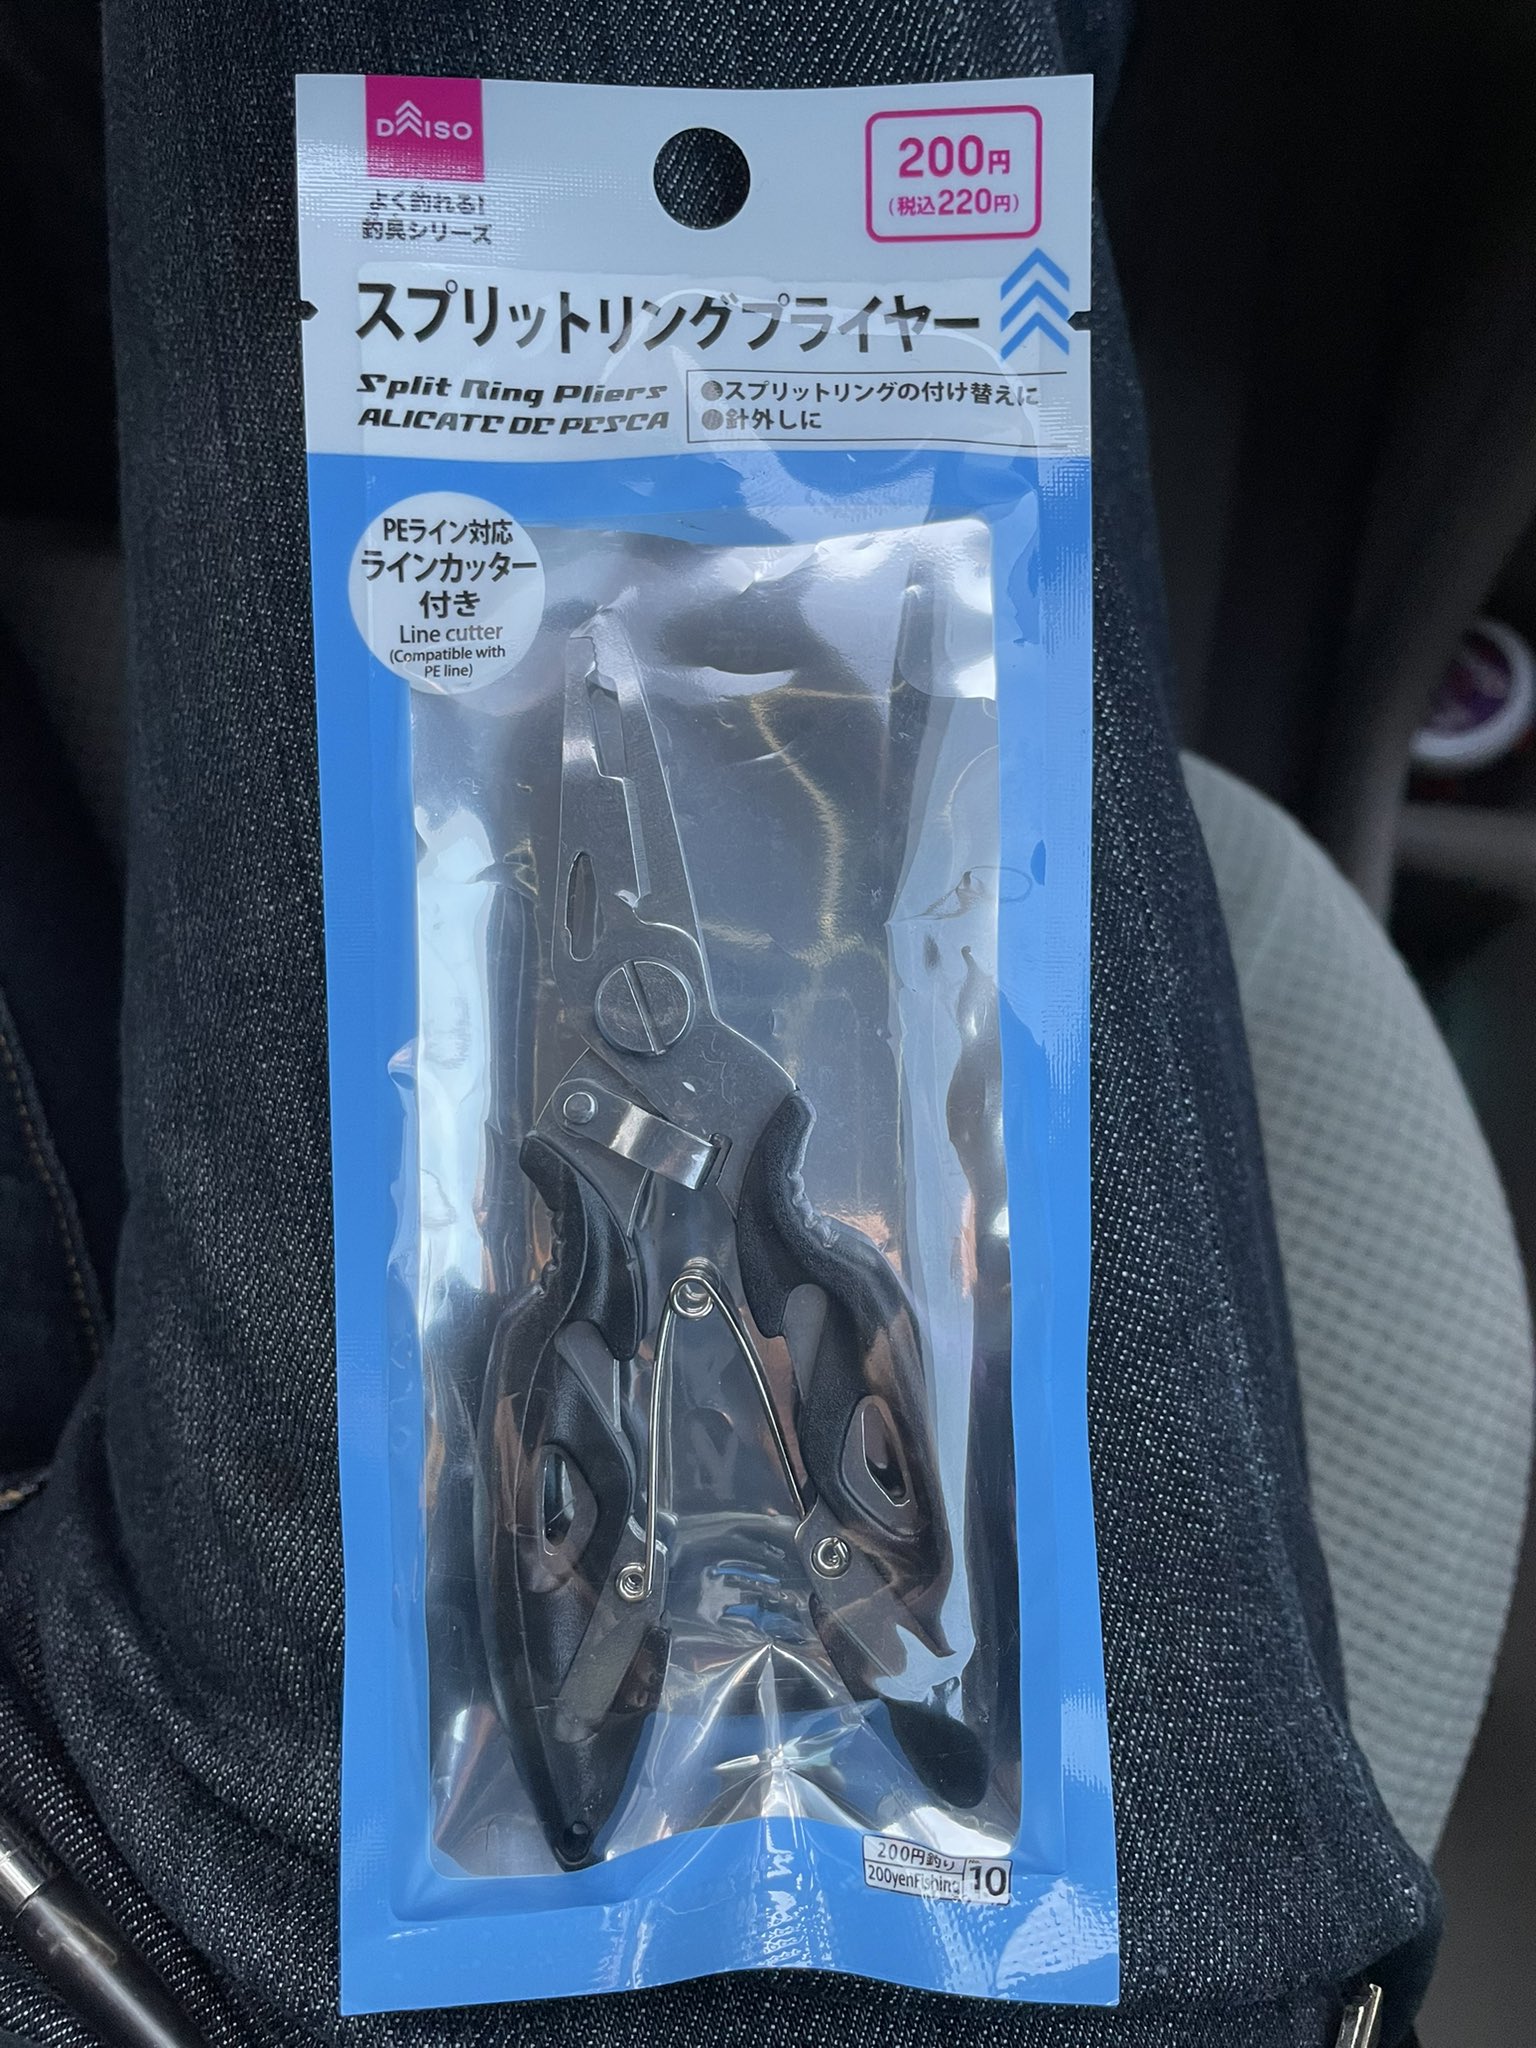 DAISO
よく釣れる!
釣具シリーズ
200円
(税込220円)
スプリットリングプライヤー
Split Ring Pliers
ALICATE DE PESCA
●スプリットリングの付け替えに
●針外しに
PEライン対応
ラインカッター
付き
Line cutter
(Compatible with
PE line)
200円釣り
200yenFishing
No. 10